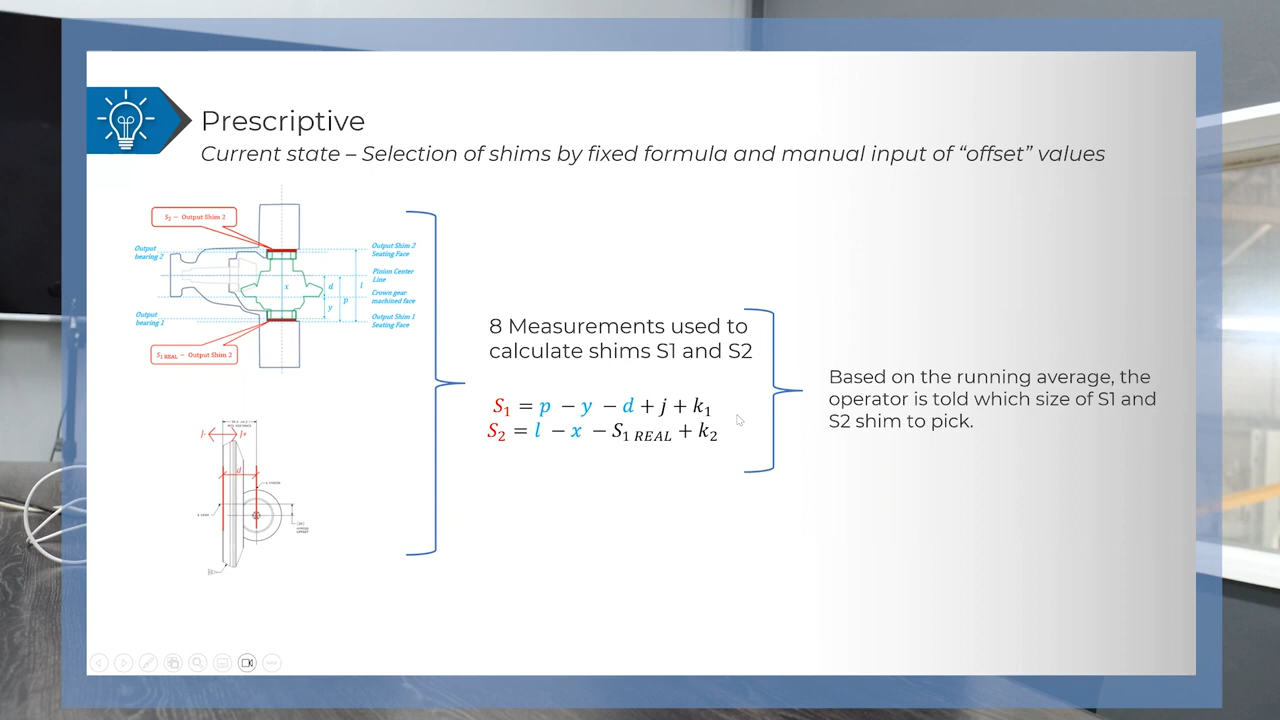 Prescriptive
Current state – Selection of shims by fixed formula and manual input of “offset” values
S2 – Output Shim 2
Output
bearing 2
Output Shim 2
Seating Face
Pinion Center
Line
Crown gear
machined face
Output
bearing 1
Output Shim 1
Seating Face
x
d
y
p
l
S1 REAL – Output Shim 2
8 Measurements used to
calculate shims S1 and S2
S1 = p – y – d + j + k1
S2 = l – x – S1 REAL + k2
Based on the running average, the
operator is told which size of S1 and
S2 shim to pick.
J-
J+
d